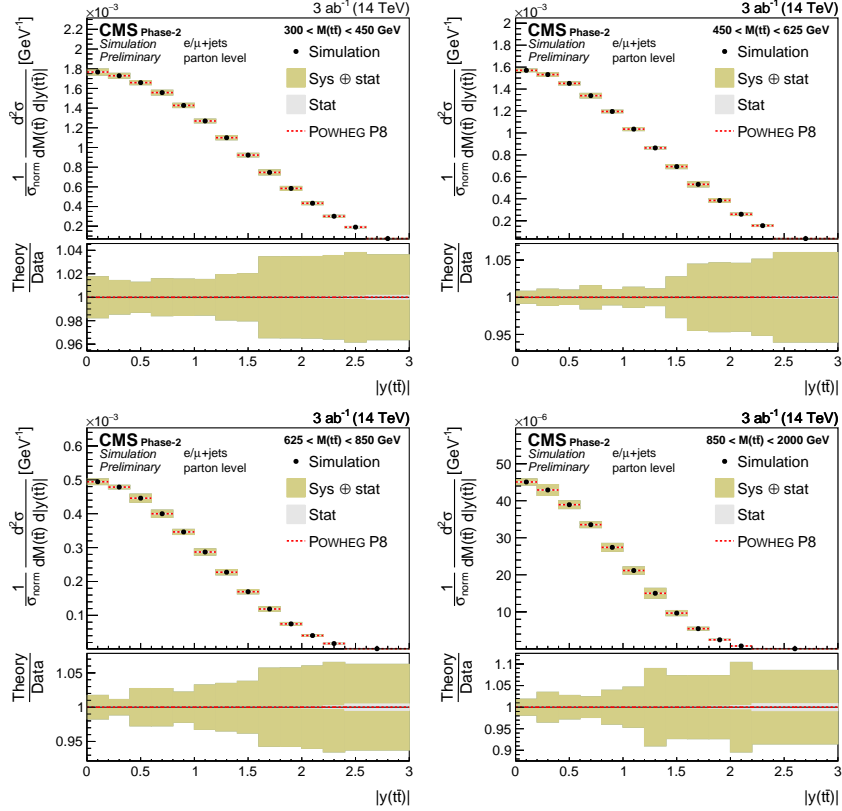 ×10⁻³
3 ab⁻¹ (14 TeV)
CMS Phase-2
Simulation
Preliminary
e/μ+jets
parton level
300 < M(tt̄) < 450 GeV
Simulation
Sys ⊕ stat
Stat
POWHEG P8
1/σnorm d²σ/dM(tt̄) d|y(tt̄)| [GeV⁻¹]
1.8
1.6
1.4
1.2
1
0.8
0.6
0.4
0.2
Theory
Data
1.04
1.02
1
0.98
0.96
0 0.5 1 1.5 2 2.5 3
|y(tt̄)|
×10⁻³
3 ab⁻¹ (14 TeV)
CMS Phase-2
Simulation
Preliminary
e/μ+jets
parton level
450 < M(tt̄) < 625 GeV
Simulation
Sys ⊕ stat
Stat
POWHEG P8
1/σnorm d²σ/dM(tt̄) d|y(tt̄)| [GeV⁻¹]
2
1.8
1.6
1.4
1.2
1
0.8
0.6
0.4
0.2
Theory
Data
1.05
1
0.95
0 0.5 1 1.5 2 2.5 3
|y(tt̄)|
×10⁻³
3 ab⁻¹ (14 TeV)
CMS Phase-2
Simulation
Preliminary
e/μ+jets
parton level
625 < M(tt̄) < 850 GeV
Simulation
Sys ⊕ stat
Stat
POWHEG P8
1/σnorm d²σ/dM(tt̄) d|y(tt̄)| [GeV⁻¹]
0.6
0.5
0.4
0.3
0.2
0.1
Theory
Data
1.05
1
0.95
0 0.5 1 1.5 2 2.5 3
|y(tt̄)|
×10⁻⁶
3 ab⁻¹ (14 TeV)
CMS Phase-2
Simulation
Preliminary
e/μ+jets
parton level
850 < M(tt̄) < 2000 GeV
Simulation
Sys ⊕ stat
Stat
POWHEG P8
1/σnorm d²σ/dM(tt̄) d|y(tt̄)| [GeV⁻¹]
50
40
30
20
10
Theory
Data
1.1
1.05
1
0.95
0.9
0 0.5 1 1.5 2 2.5 3
|y(tt̄)|